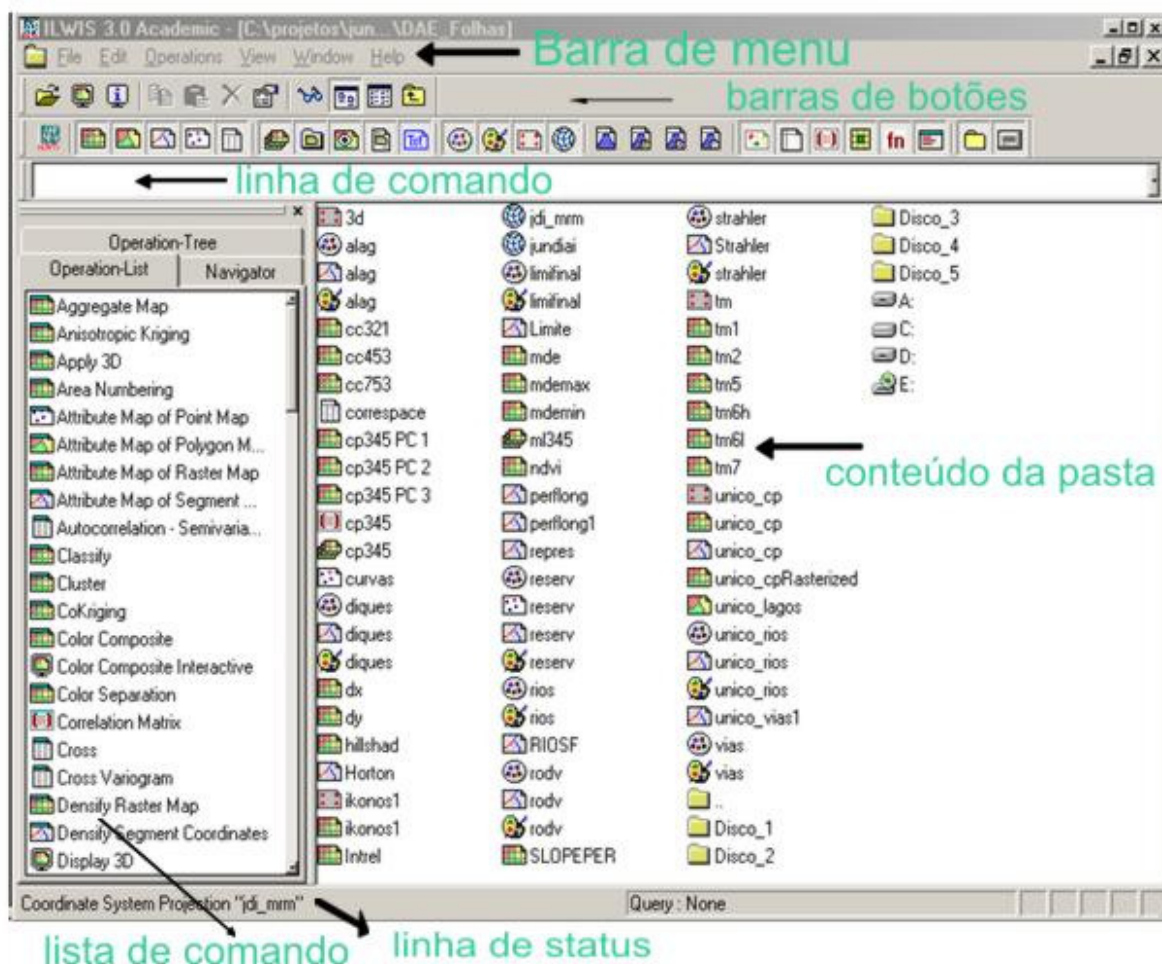 ILWIS 3.0 Academic - [C:\projetos\jun...\DAE_Folhas]
File Edit Operations View Window Help
Barra de menu
barras de botões
linha de comando
Operation-Tree
Operation-List Navigator
Aggregate Map
Anisotropic Kriging
Apply 3D
Area Numbering
Attribute Map of Point Map
Attribute Map of Polygon M...
Attribute Map of Raster Map
Attribute Map of Segment ...
Autocorrelation - Semivaria...
Classify
Cluster
CoKriging
Color Composite
Color Composite Interactive
Color Separation
Correlation Matrix
Cross
Cross Variogram
Densify Raster Map
Densify Segment Coordinates
Display 3D
3d
alag
alag
alag
cc321
cc453
cc753
correspace
cp345 PC 1
cp345 PC 2
cp345 PC 3
cp345
cp345
curvas
diques
diques
diques
dx
dy
hillshad
Horton
ikonos1
ikonos1
Intrel
jdi_mrm
jundiai
limifinal
limifinal
Limite
mde
mdemax
mdemin
ml345
ndvi
perflong
perflong1
repres
reserv
reserv
reserv
reserv
rios
rios
RIOSF
rodv
rodv
rodv
SLOPEPER
strahler
Strahler
strahler
tm
tm1
tm2
tm5
tm6h
tm6l
tm7
unico_cp
unico_cp
unico_cp
unico_cpRasterized
unico_lagos
unico_rios
unico_rios
unico_rios
unico_vias1
vias
vias
..
Disco_1
Disco_2
Disco_3
Disco_4
Disco_5
A:
C:
D:
E:
conteúdo da pasta
Coordinate System Projection "jdi_mrm"
Query : None
lista de comando
linha de status